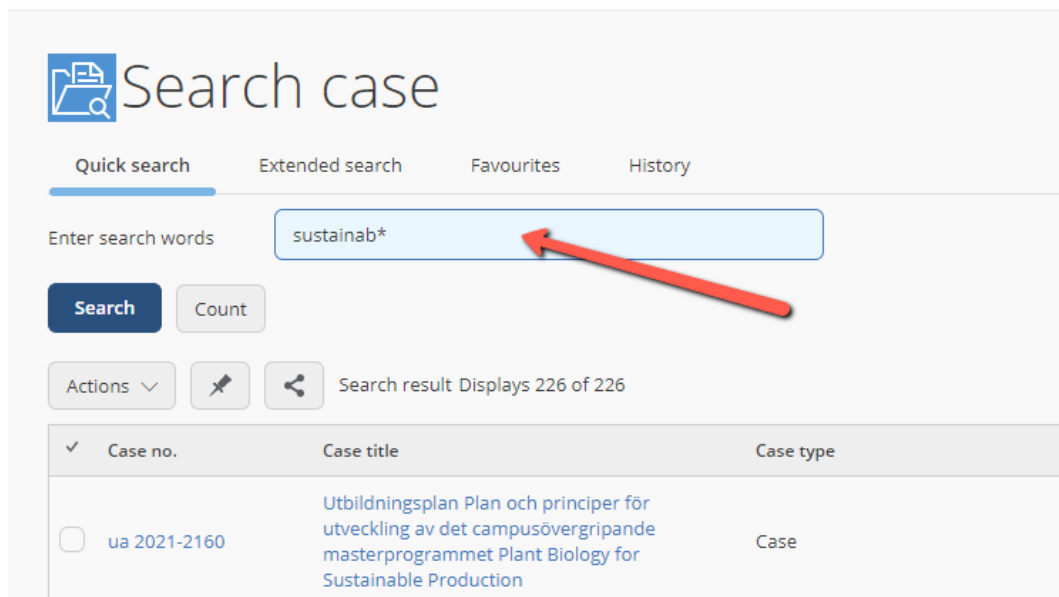 Search case
Quick search Extended search Favourites History
Enter search words sustainab*
Search Count
Actions Search result Displays 226 of 226
Case no. Case title Case type
Utbildningsplan Plan och principer för
utveckling av det campusövergripande
ua 2021-2160 Case
masterprogrammet Plant Biology for
Sustainable Production